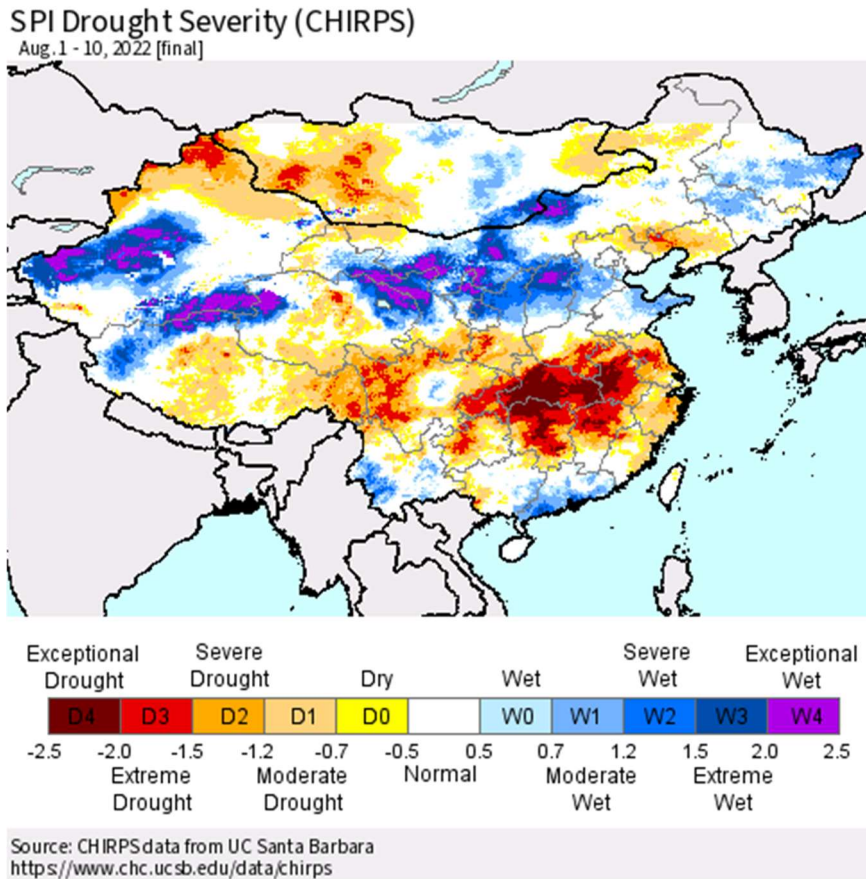 SPI Drought Severity (CHIRPS)
Aug. 1 - 10, 2022 [final]
Exceptional Drought
Severe Drought
Dry
Wet
Severe Wet
Exceptional Wet
D4 D3 D2 D1 D0 W0 W1 W2 W3 W4
-2.5 -2.0 -1.5 -1.2 -0.7 -0.5 0.5 0.7 1.2 1.5 2.0 2.5
Extreme Drought
Moderate Drought
Normal
Moderate Wet
Extreme Wet
Source: CHIRPS data from UC Santa Barbara
https://www.chc.ucsb.edu/data/chirps